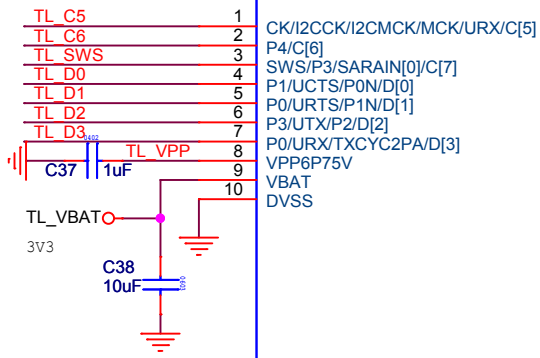 TL_C5 1 CK/I2CCK/I2CMCK/MCK/URX/C[5]
TL_C6 2 P4/C[6]
TL_SWS 3 SWS/P3/SARAIN[0]/C[7]
TL_D0 4 P1/UCTS/P0N/D[0]
TL_D1 5 P0/URTS/P1N/D[1]
TL_D2 6 P3/UTX/P2/D[2]
TL_D3 7 P0/URX/TXCYC2PA/D[3]
0402
TL_VPP 8 VPP6P75V
C37 1uF
9 VBAT
10 DVSS
TL_VBAT
3V3
C38
10uF